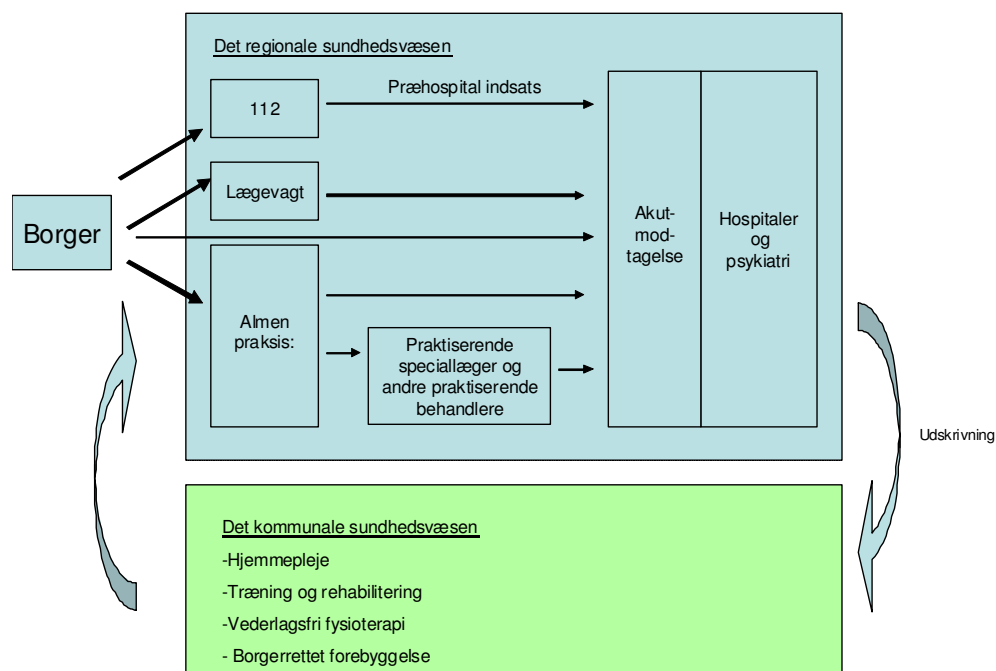 Det regionale sundhedsvæsen
112
Præhospital indsats
Lægevagt
Borger
Akut-
mod-
tagelse
Hospitaler
og
psykiatri
Almen
praksis:
Praktiserende
speciallæger og
andre praktiserende
behandlere
Udskrivning
Det kommunale sundhedsvæsen
-Hjemmepleje
-Træning og rehabilitering
-Vederlagsfri fysioterapi
- Borgerrettet forebyggelse